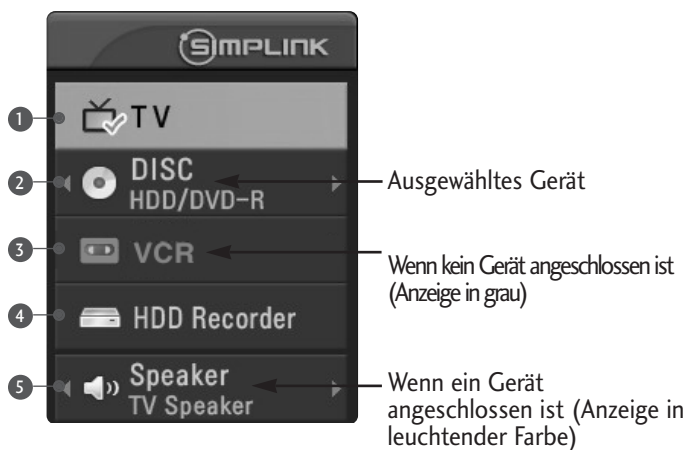 SIMPLINK
1 TV
2 DISC
HDD/DVD-R
Ausgewähltes Gerät
3 VCR
Wenn kein Gerät angeschlossen ist
(Anzeige in grau)
4 HDD Recorder
5 Speaker
TV Speaker
Wenn ein Gerät
angeschlossen ist (Anzeige in
leuchtender Farbe)